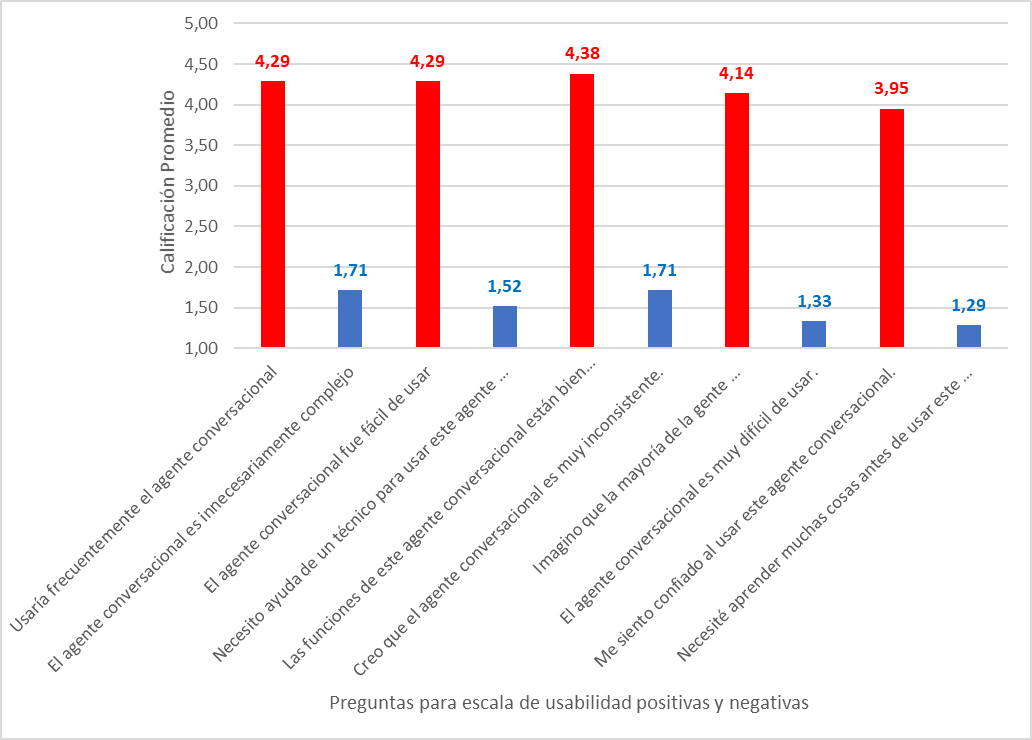 Calificación Promedio
5,00
4,50
4,00
3,50
3,00
2,50
2,00
1,50
1,00
4,29
1,71
4,29
1,52
4,38
1,71
4,14
1,33
3,95
1,29
Usaría frecuentemente el agente conversacional
El agente conversacional es innecesariamente complejo
El agente conversacional fue fácil de usar
Necesito ayuda de un técnico para usar este agente ...
Las funciones de este agente conversacional están bien...
Creo que el agente conversacional es muy inconsistente.
Imagino que la mayoría de la gente ...
El agente conversacional es muy difícil de usar.
Me siento confiado al usar este agente conversacional.
Necesité aprender muchas cosas antes de usar este ...
Preguntas para escala de usabilidad positivas y negativas